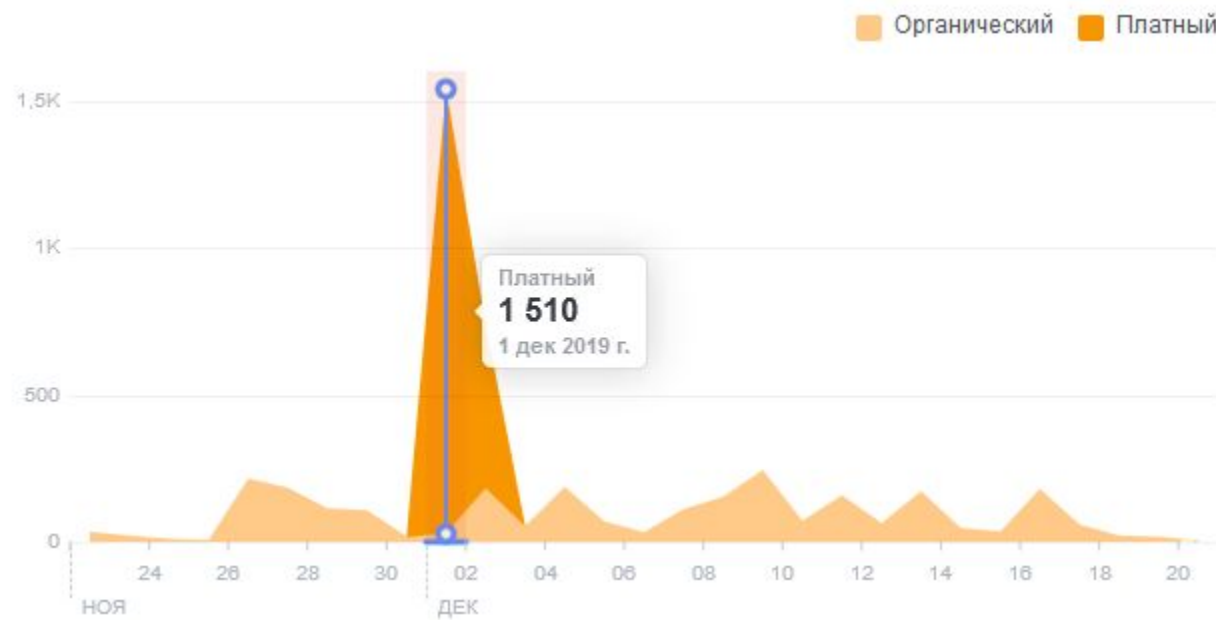 Органический Платный
1,5K
1K
Платный
1 510
1 дек 2019 г.
500
0
24 26 28 30 02 04 06 08 10 12 14 16 18 20
НОЯ ДЕК